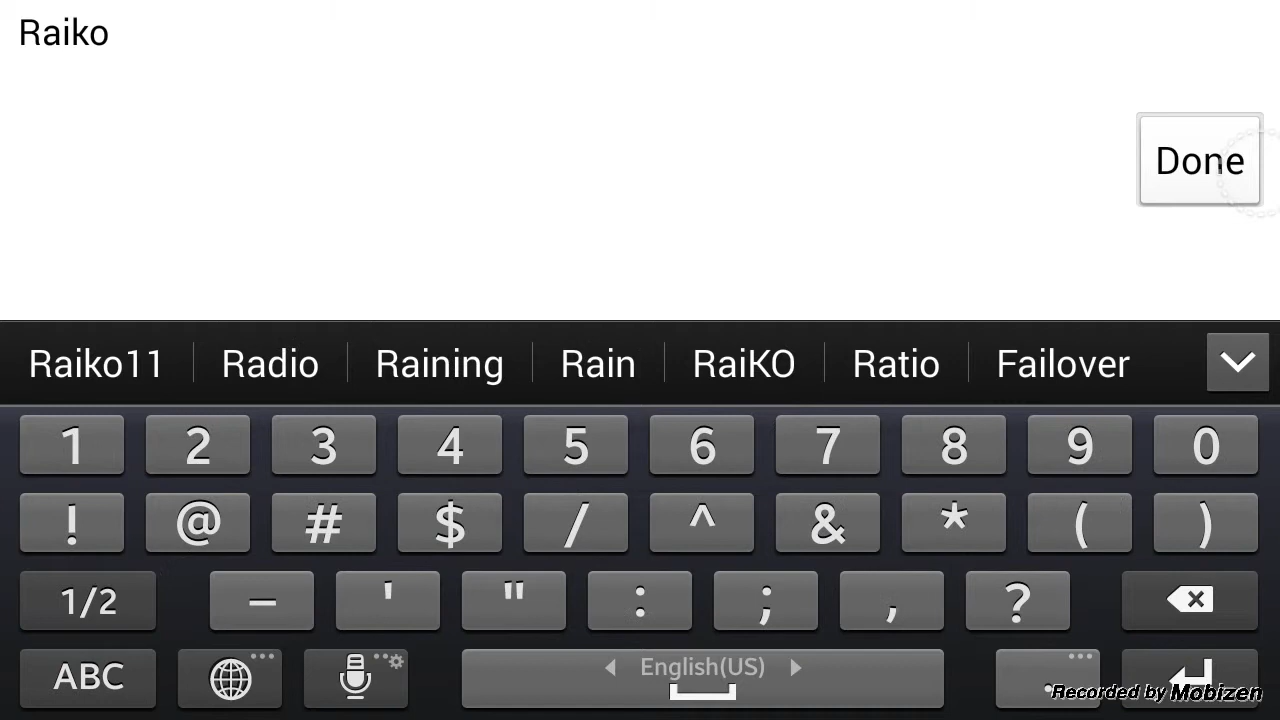 Raiko
Done
Raiko11 Radio Raining Rain RaiKO Ratio Failover
1 2 3 4 5 6 7 8 9 0
! @ # $ / ^ & * ( )
1/2 – ' " : ; , ?
ABC English(US) .
Recorded by Mobizen